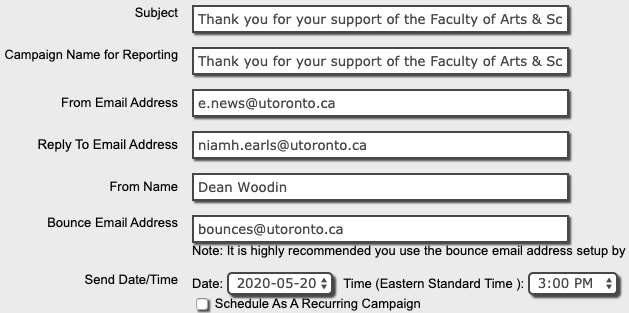 Subject Thank you for your support of the Faculty of Arts & Sc
Campaign Name for Reporting Thank you for your support of the Faculty of Arts & Sc
From Email Address e.news@utoronto.ca
Reply To Email Address niamh.earls@utoronto.ca
From Name Dean Woodin
Bounce Email Address bounces@utoronto.ca
Note: It is highly recommended you use the bounce email address setup by
Send Date/Time Date: 2020-05-20 Time (Eastern Standard Time ): 3:00 PM
Schedule As A Recurring Campaign